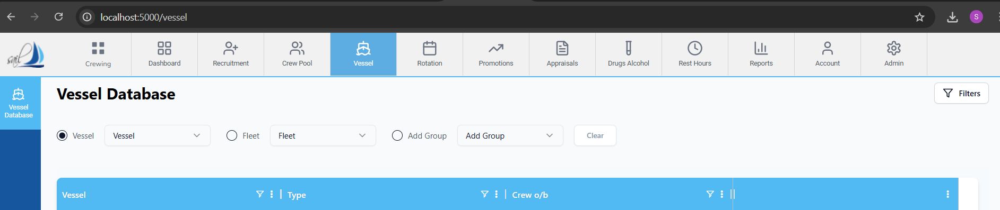 localhost:5000/vessel
S
sail
Crewing
Dashboard
Recruitment
Crew Pool
Vessel
Rotation
Promotions
Appraisals
Drugs Alcohol
Rest Hours
Reports
Account
Admin
Vessel
Database
Vessel Database
Filters
Vessel
Vessel
Fleet
Fleet
Add Group
Add Group
Clear
Vessel
Type
Crew o/b